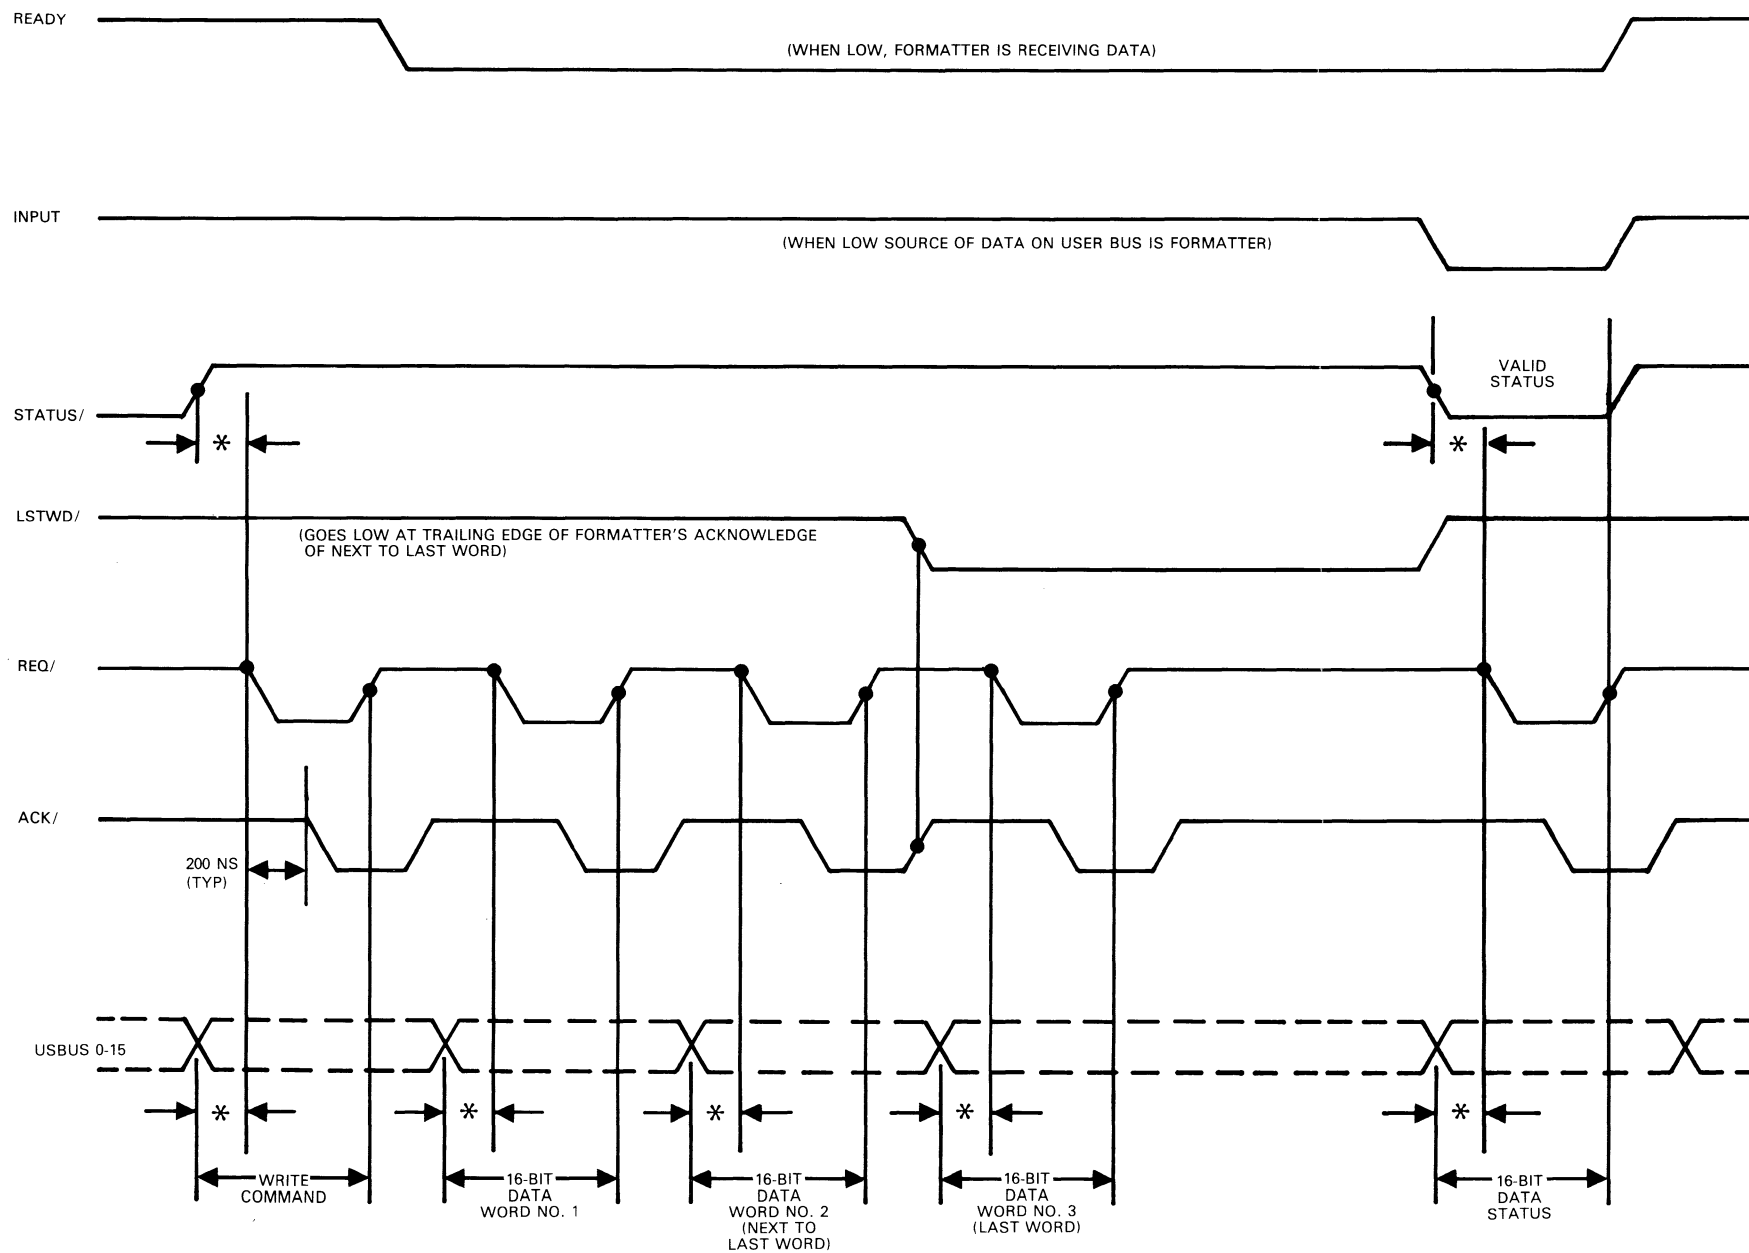 READY
(WHEN LOW, FORMATTER IS RECEIVING DATA)
INPUT
(WHEN LOW SOURCE OF DATA ON USER BUS IS FORMATTER)
VALID
STATUS
STATUS/
*
*
LSTWD/
(GOES LOW AT TRAILING EDGE OF FORMATTER'S ACKNOWLEDGE
OF NEXT TO LAST WORD)
REQ/
ACK/
200 NS
(TYP)
USBUS 0-15
* * * * *
WRITE
COMMAND
16-BIT
DATA
WORD NO. 1
16-BIT
DATA
WORD NO. 2
(NEXT TO
LAST WORD)
16-BIT
DATA
WORD NO. 3
(LAST WORD)
16-BIT
DATA
STATUS